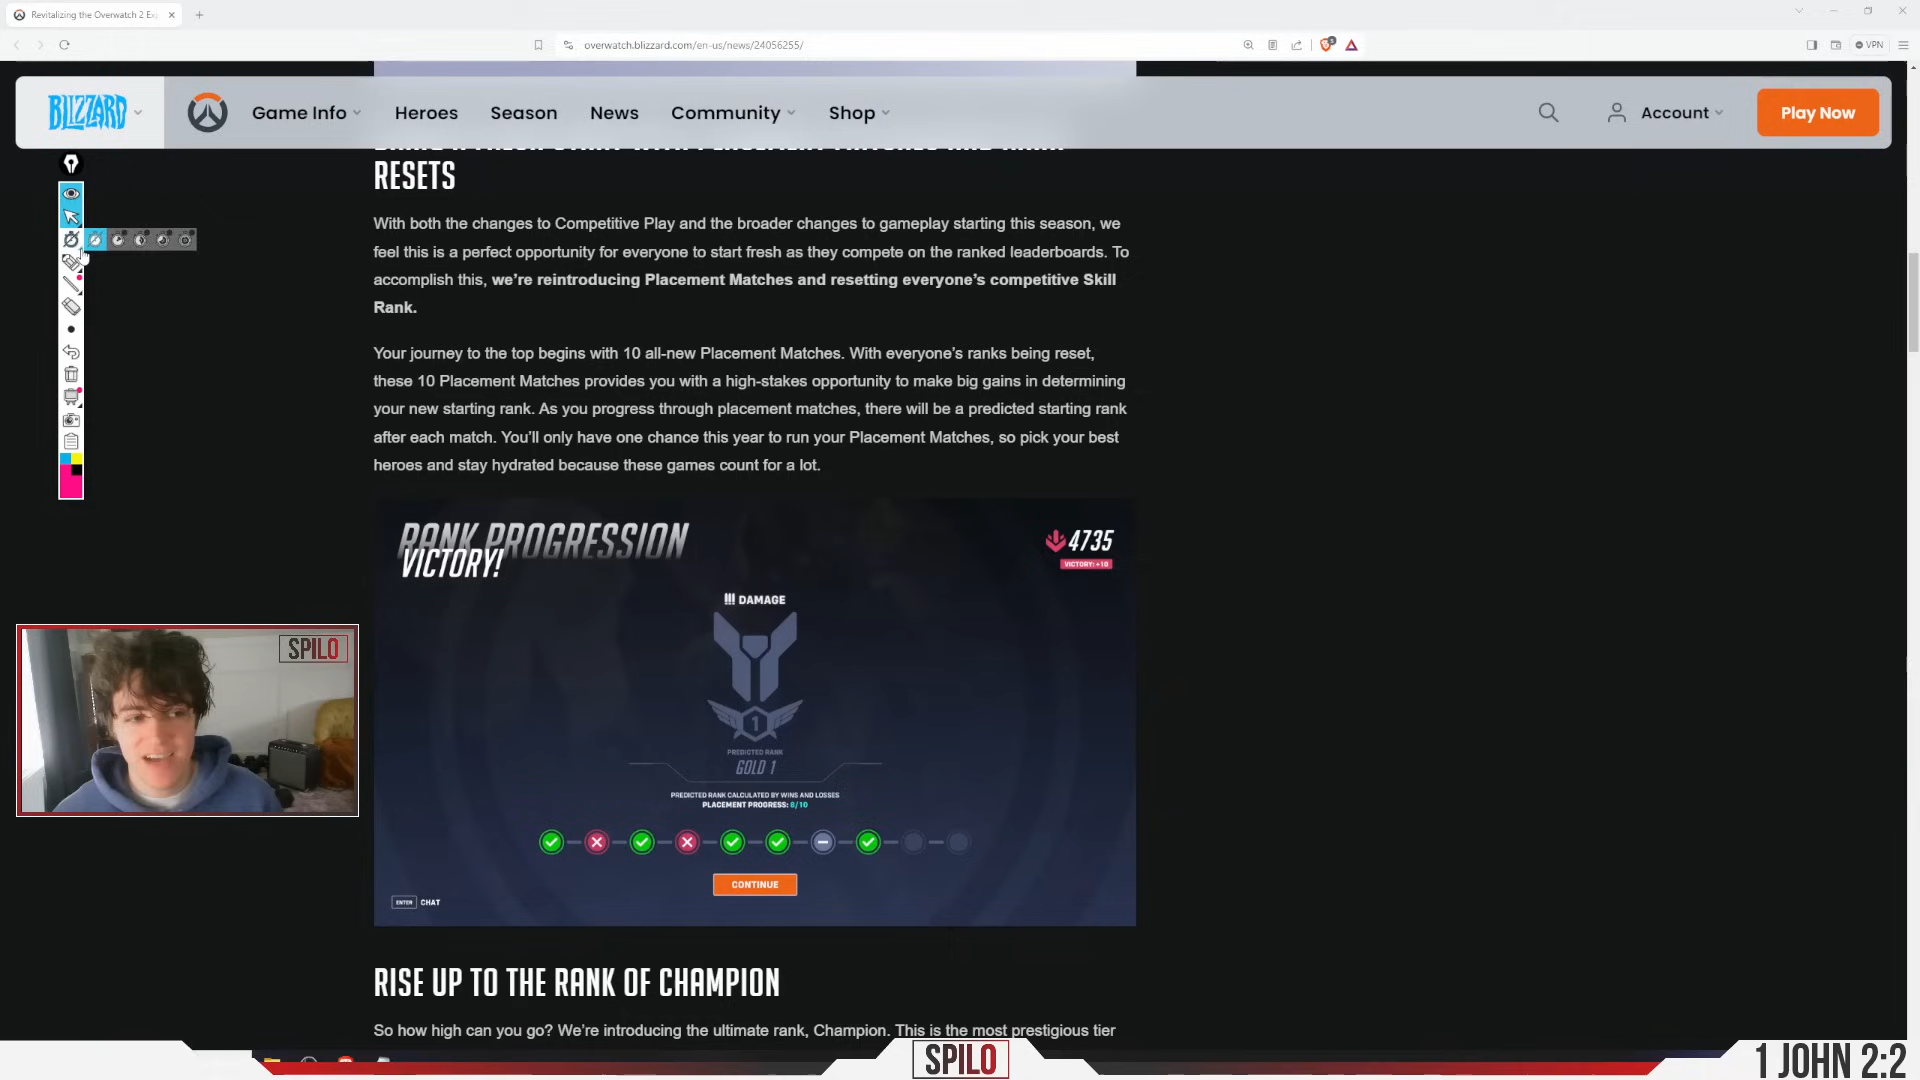 Revitalizing the Overwatch 2 Ex
overwatch.blizzard.com/en-us/news/24056255/
VPN
BLIZZARD
Game Info
Heroes
Season
News
Community
Shop
Account
Play Now
RESETS
With both the changes to Competitive Play and the broader changes to gameplay starting this season, we
feel this is a perfect opportunity for everyone to start fresh as they compete on the ranked leaderboards. To
accomplish this, we’re reintroducing Placement Matches and resetting everyone’s competitive Skill
Rank.
Your journey to the top begins with 10 all-new Placement Matches. With everyone’s ranks being reset,
these 10 Placement Matches provides you with a high-stakes opportunity to make big gains in determining
your new starting rank. As you progress through placement matches, there will be a predicted starting rank
after each match. You’ll only have one chance this year to run your Placement Matches, so pick your best
heroes and stay hydrated because these games count for a lot.
RANK PROGRESSION
VICTORY!
4735
VICTORY: +10
DAMAGE
1
PREDICTED RANK
GOLD 1
PREDICTED RANK CALCULATED BY WINS AND LOSSES
PLACEMENT PROGRESS: 8/10
CONTINUE
ENTER CHAT
SPILO
RISE UP TO THE RANK OF CHAMPION
So how high can you go? We’re introducing the ultimate rank, Champion. This is the most prestigious tier
SPILO
1 JOHN 2:2